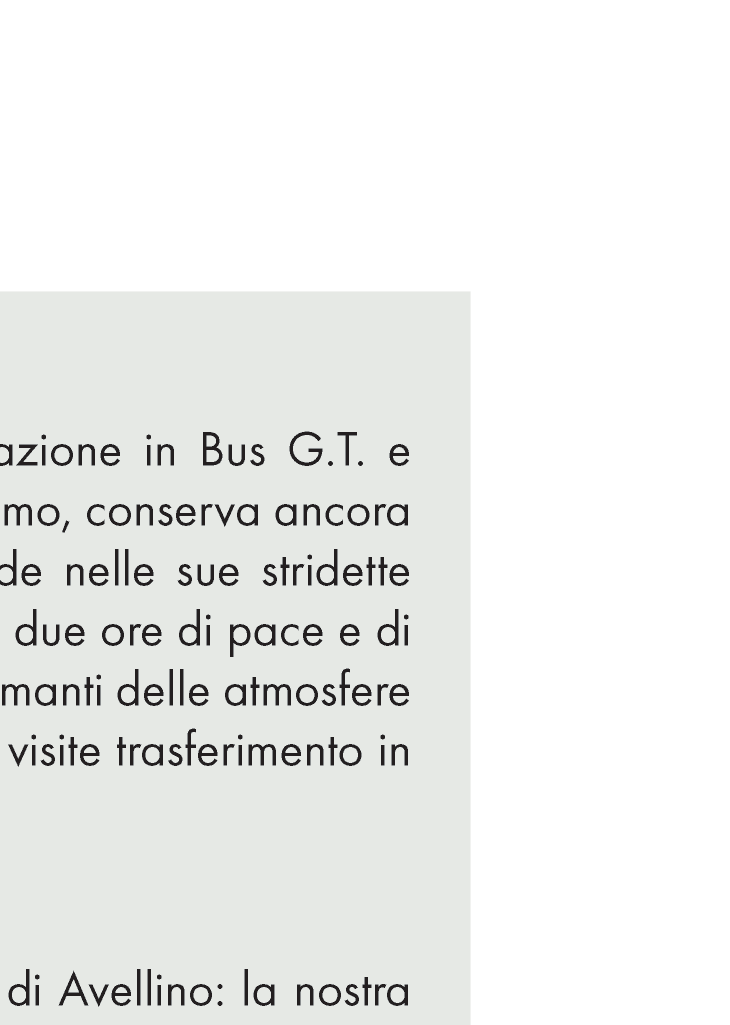 azione in Bus G.T. e
mo, conserva ancora
de nelle sue stridette
due ore di pace e di
manti delle atmosfere
visite trasferimento in
di Avellino: la nostra